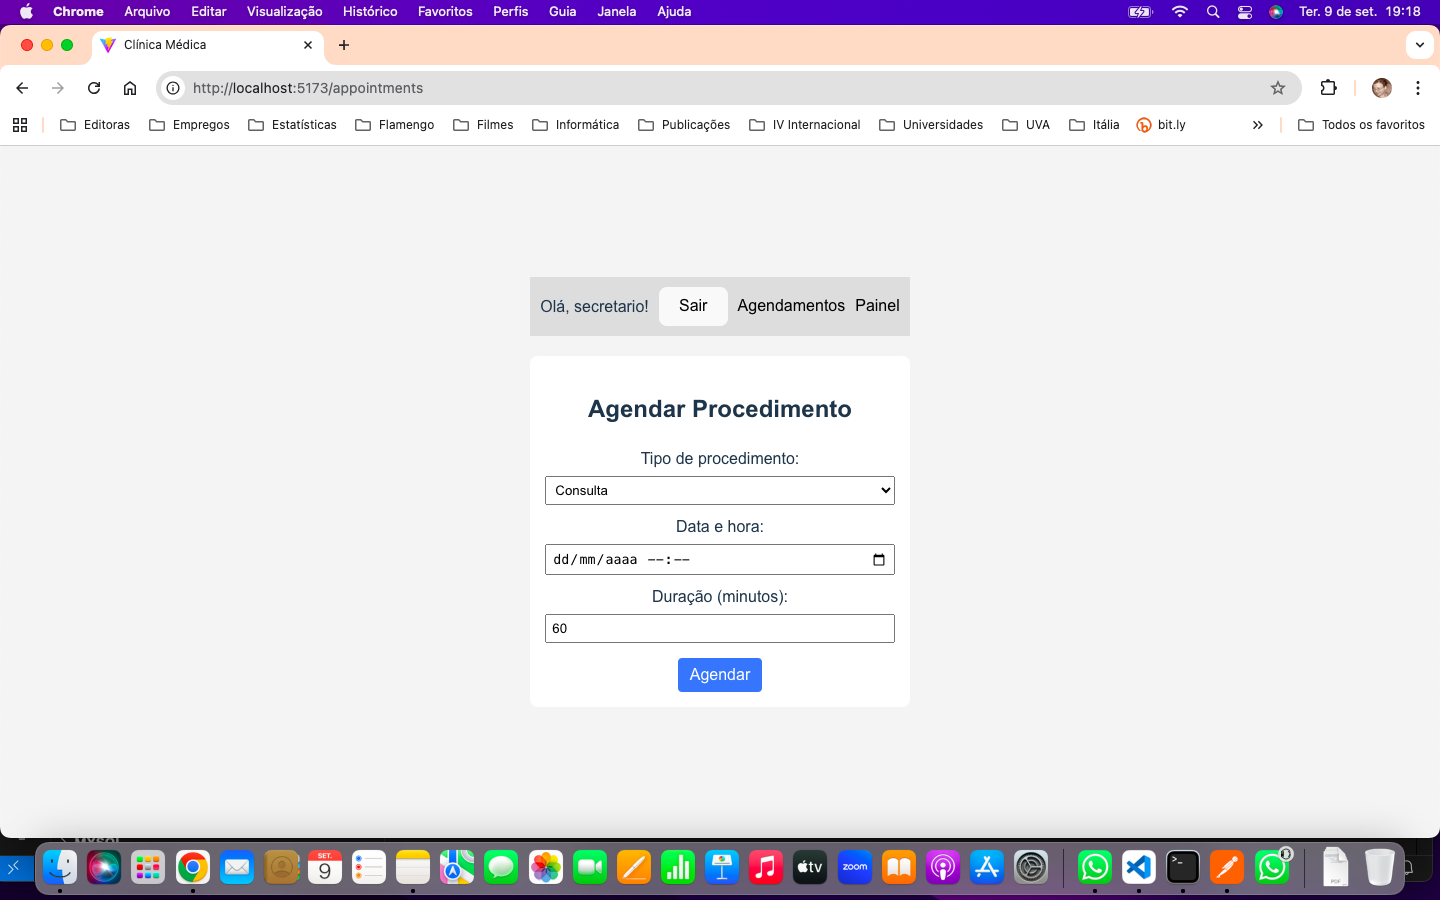 Chrome Arquivo Editar Visualização Histórico Favoritos Perfis Guia Janela Ajuda Ter. 9 de set. 19:18
Clínica Médica
http://localhost:5173/appointments
Editoras Empregos Estatísticas Flamengo Filmes Informática Publicações IV Internacional Universidades UVA Itália bit.ly » Todos os favoritos
Olá, secretario! Sair Agendamentos Painel
Agendar Procedimento
Tipo de procedimento:
Consulta
Data e hora:
dd/mm/aaaa --:--
Duração (minutos):
60
Agendar
SET.
9
tv
zoom
>_
PDF